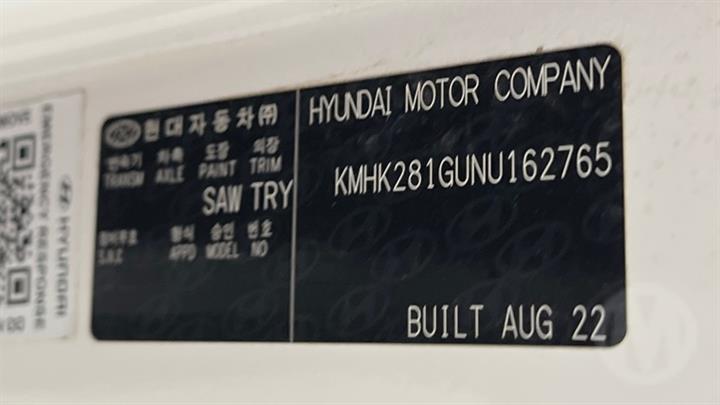 현대자동차㈜
변속기 차축 도장 외장
TRANSM AXLE PAINT TRIM
SAW TRY
형식 승인 번호
S.N.C APPD MODEL NO
HYUNDAI MOTOR COMPANY
KMHK281GUNU162765
BUILT AUG 22
EMERGENCY RESPONSE
HYUNDAI